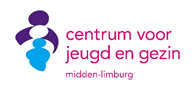 centrum voor
jeugd en gezin
midden-limburg